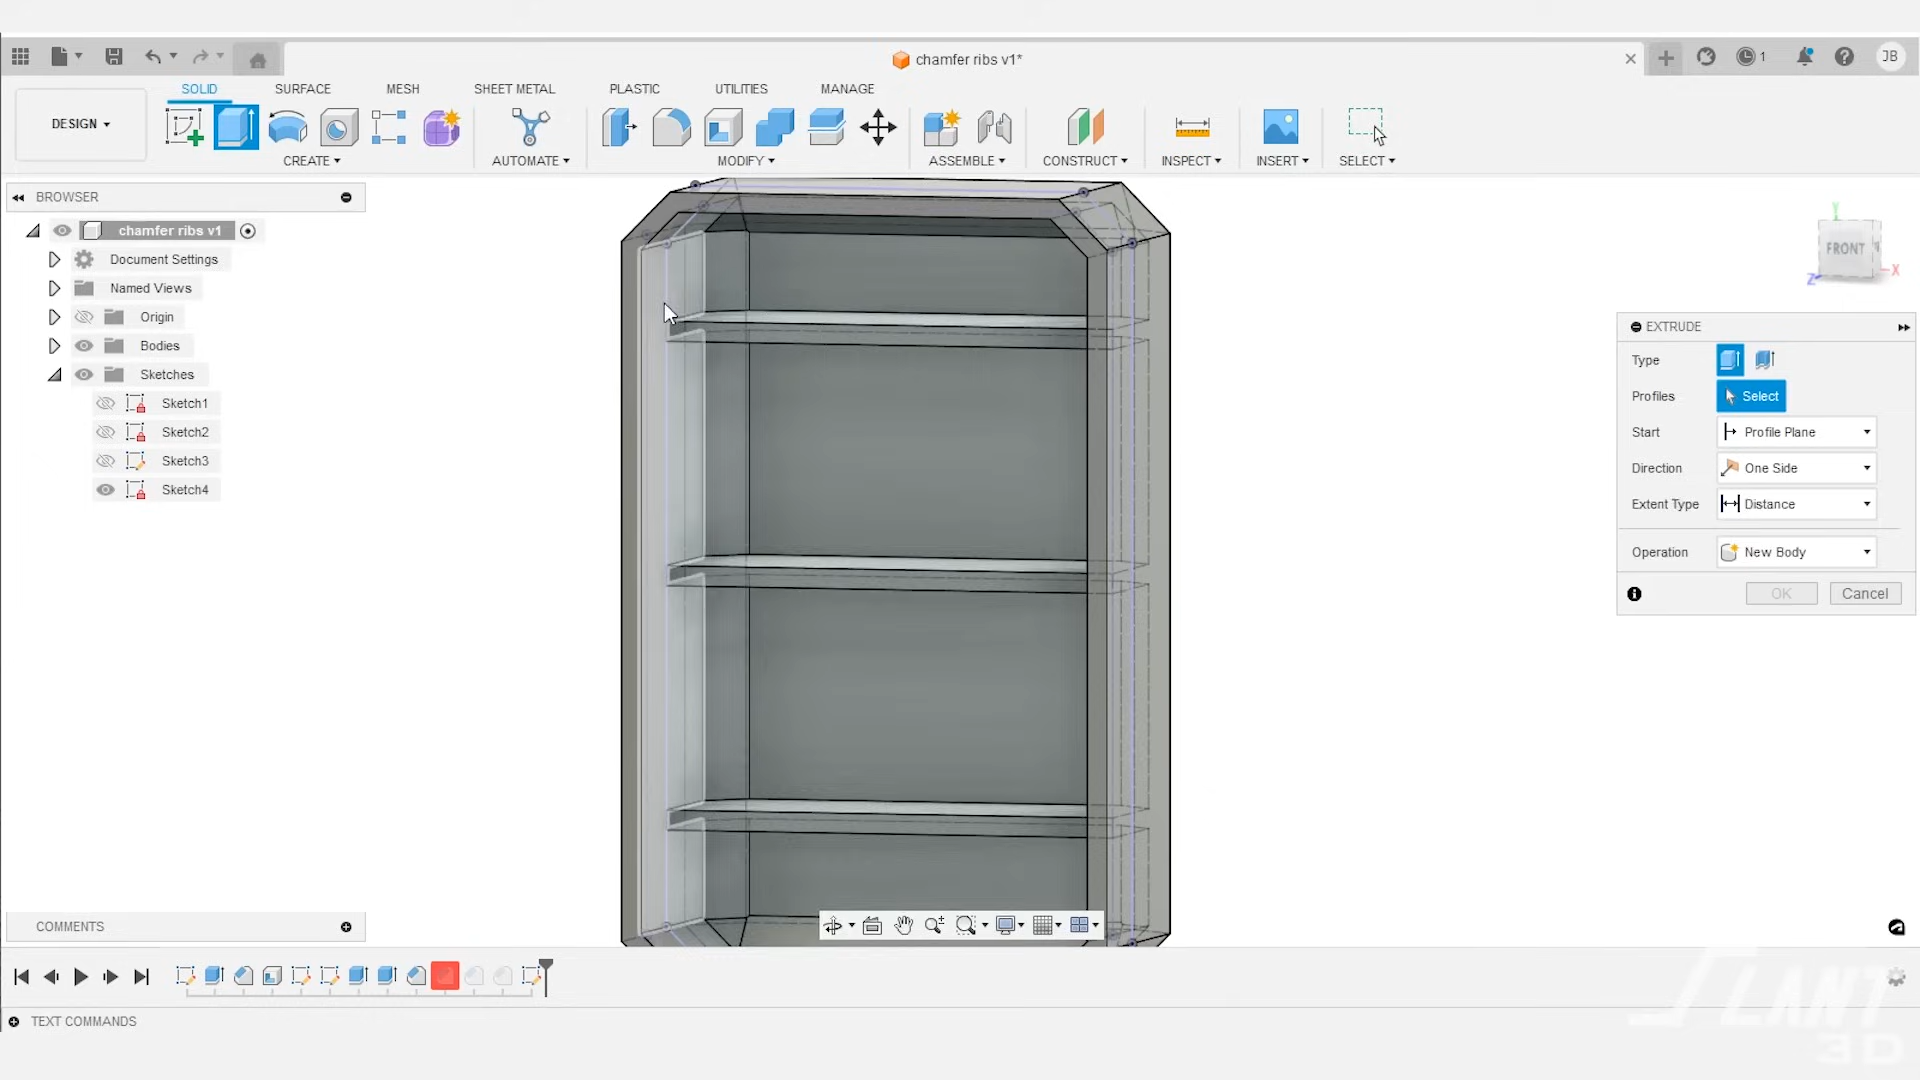 chamfer ribs v1*
1
JB
DESIGN
SOLID
SURFACE
MESH
SHEET METAL
PLASTIC
UTILITIES
MANAGE
CREATE
AUTOMATE
MODIFY
ASSEMBLE
CONSTRUCT
INSPECT
INSERT
SELECT
BROWSER
chamfer ribs v1
Document Settings
Named Views
Origin
Bodies
Sketches
Sketch1
Sketch2
Sketch3
Sketch4
Y
FRONT
X
Z
EXTRUDE
Type
Profiles Select
Start Profile Plane
Direction One Side
Extent Type Distance
Operation New Body
OK Cancel
COMMENTS
TEXT COMMANDS
SLANT
3D